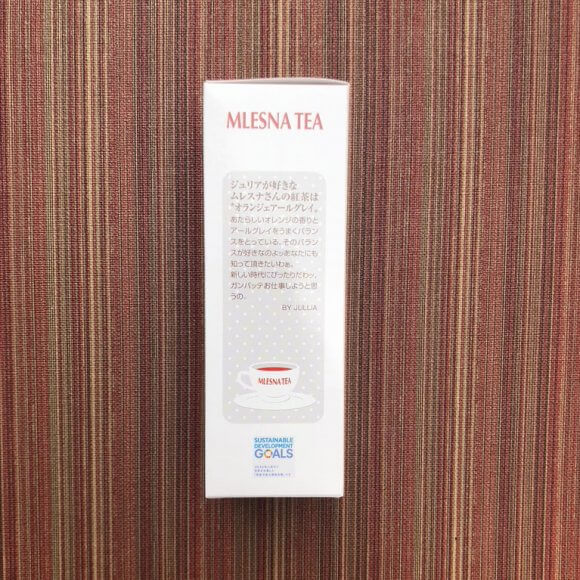 MLESNA TEA
ジュリアが好きな
ムレスナさんの紅茶は
"オランジェアールグレイ。
あたらしいオレンジの香りと
アールグレイをうまくバラン
スをとっている。そのバラン
スが好きなのよッあなたにも
知って頂きたいわぁ。
新しい時代にぴったりだわッ。
ガンバッテお仕事しようと思
うの。
BY JULIA
MLESNA TEA
SUSTAINABLE
DEVELOPMENT
GOALS